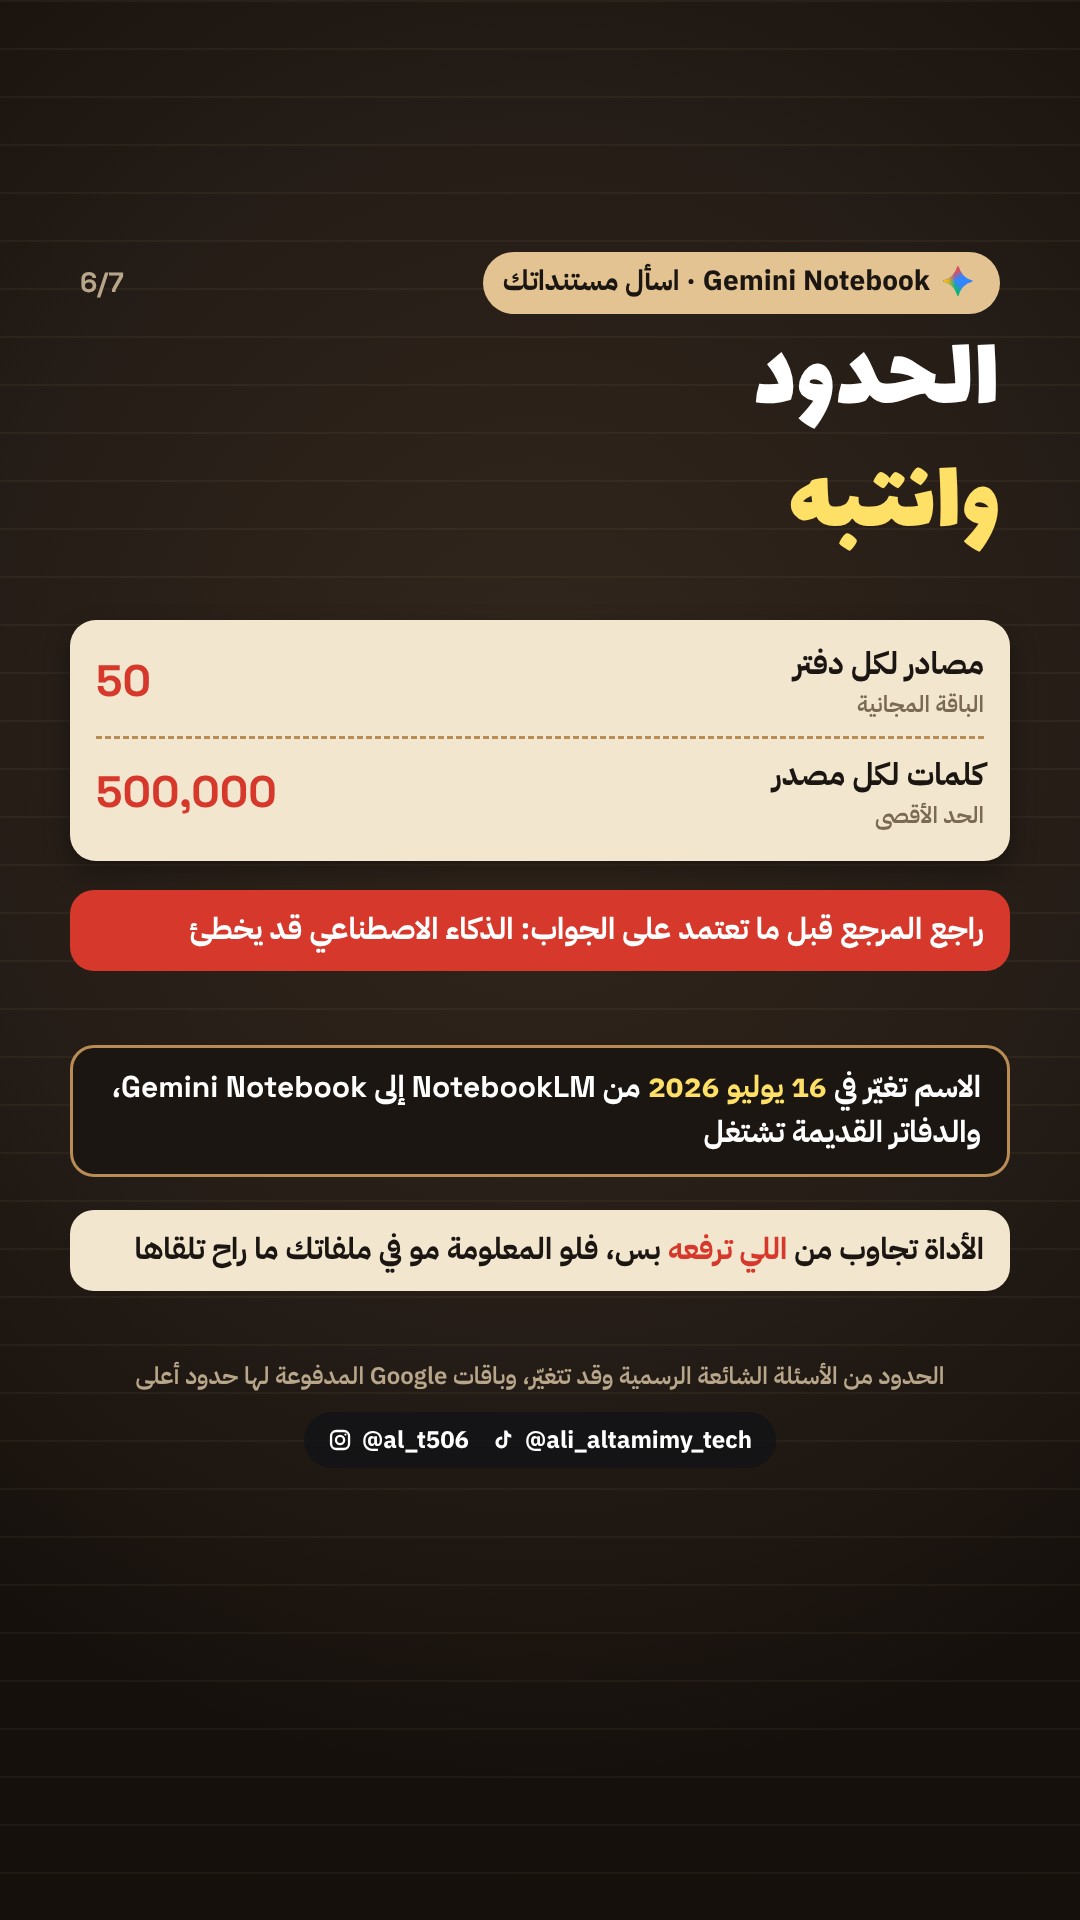 Gemini Notebook · اسأل مستنداتك
6/7
الحدود
وانتبه
مصادر لكل دفتر
الباقة المجانية
50
كلمات لكل مصدر
الحد الأقصى
500,000
راجع المرجع قبل ما تعتمد على الجواب: الذكاء الاصطناعي قد يخطئ
الاسم تغيّر في 16 يوليو 2026 من NotebookLM إلى Gemini Notebook،
والدفاتر القديمة تشتغل
الأداة تجاوب من اللي ترفعه بس، فلو المعلومة مو في ملفاتك ما راح تلقاها
الحدود من الأسئلة الشائعة الرسمية وقد تتغيّر، وباقات Google المدفوعة لها حدود أعلى
@al_t506 @ali_altamimy_tech